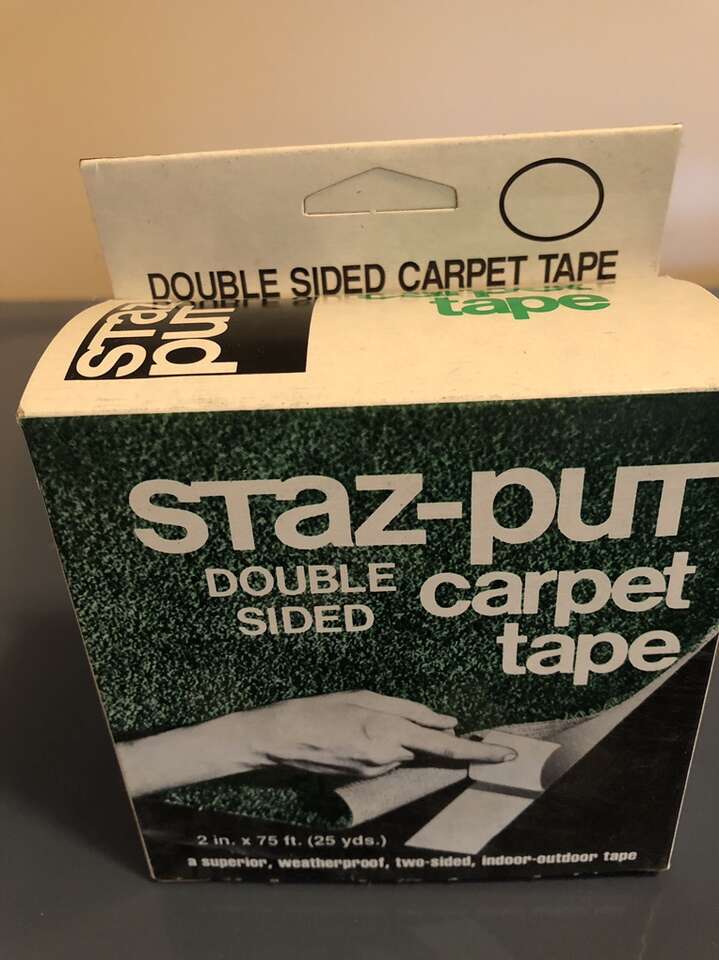 DOUBLE SIDED CARPET TAPE
staz
put
tape
staz-put
DOUBLE
SIDED
carpet
tape
2 in. x 75 ft. (25 yds.)
a superior, weatherproof, two-sided, indoor-outdoor tape